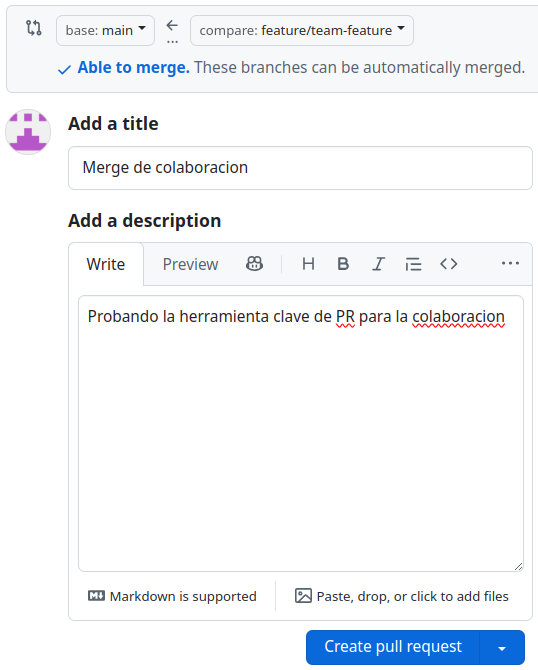 base: main
compare: feature/team-feature
Able to merge. These branches can be automatically merged.
Add a title
Merge de colaboracion
Add a description
Write Preview H B I <>
Probando la herramienta clave de PR para la colaboracion
Markdown is supported
Paste, drop, or click to add files
Create pull request